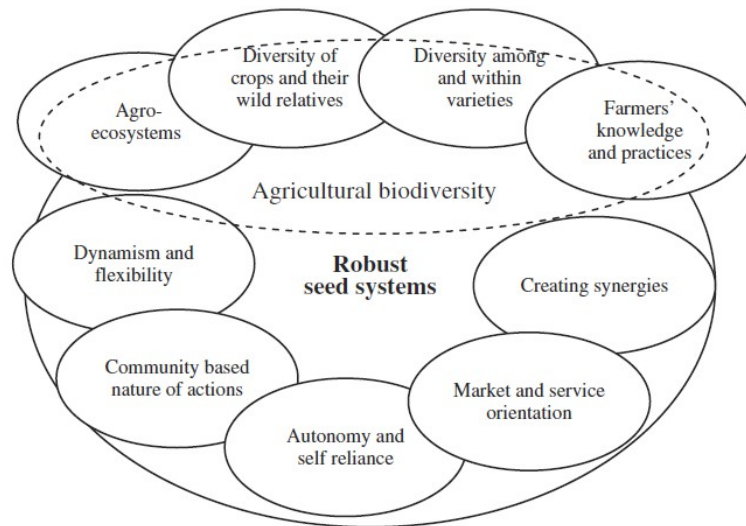 Diversity of
crops and their
wild relatives
Diversity among
and within
varieties
Agro-
ecosystems
Farmers'
knowledge
and practices
Agricultural biodiversity
Dynamism and
flexibility
Robust
seed systems
Creating synergies
Community based
nature of actions
Market and service
orientation
Autonomy and
self reliance